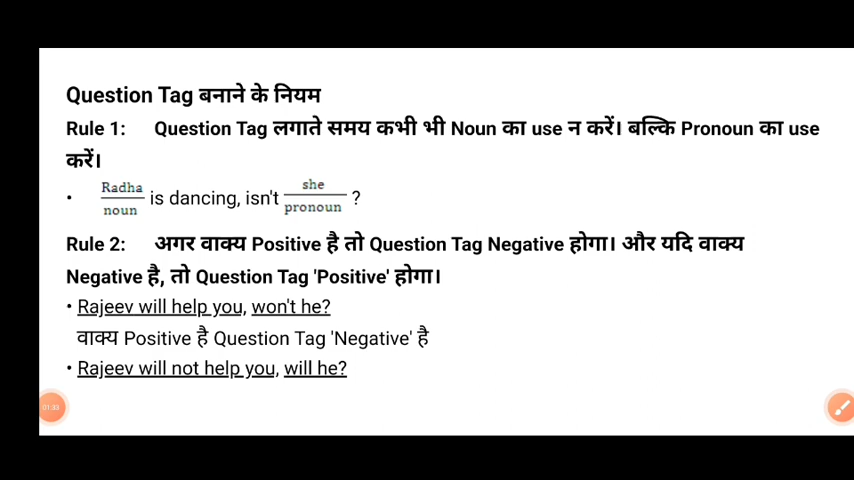 Question Tag बनाने के नियम
Rule 1: Question Tag लगाते समय कभी भी Noun का use न करें। बल्कि Pronoun का use
करें।
• Radha/noun is dancing, isn't she/pronoun ?
Rule 2: अगर वाक्य Positive है तो Question Tag Negative होगा। और यदि वाक्य
Negative है, तो Question Tag 'Positive' होगा।
• Rajeev will help you, won't he?
वाक्य Positive है Question Tag 'Negative' है
• Rajeev will not help you, will he?